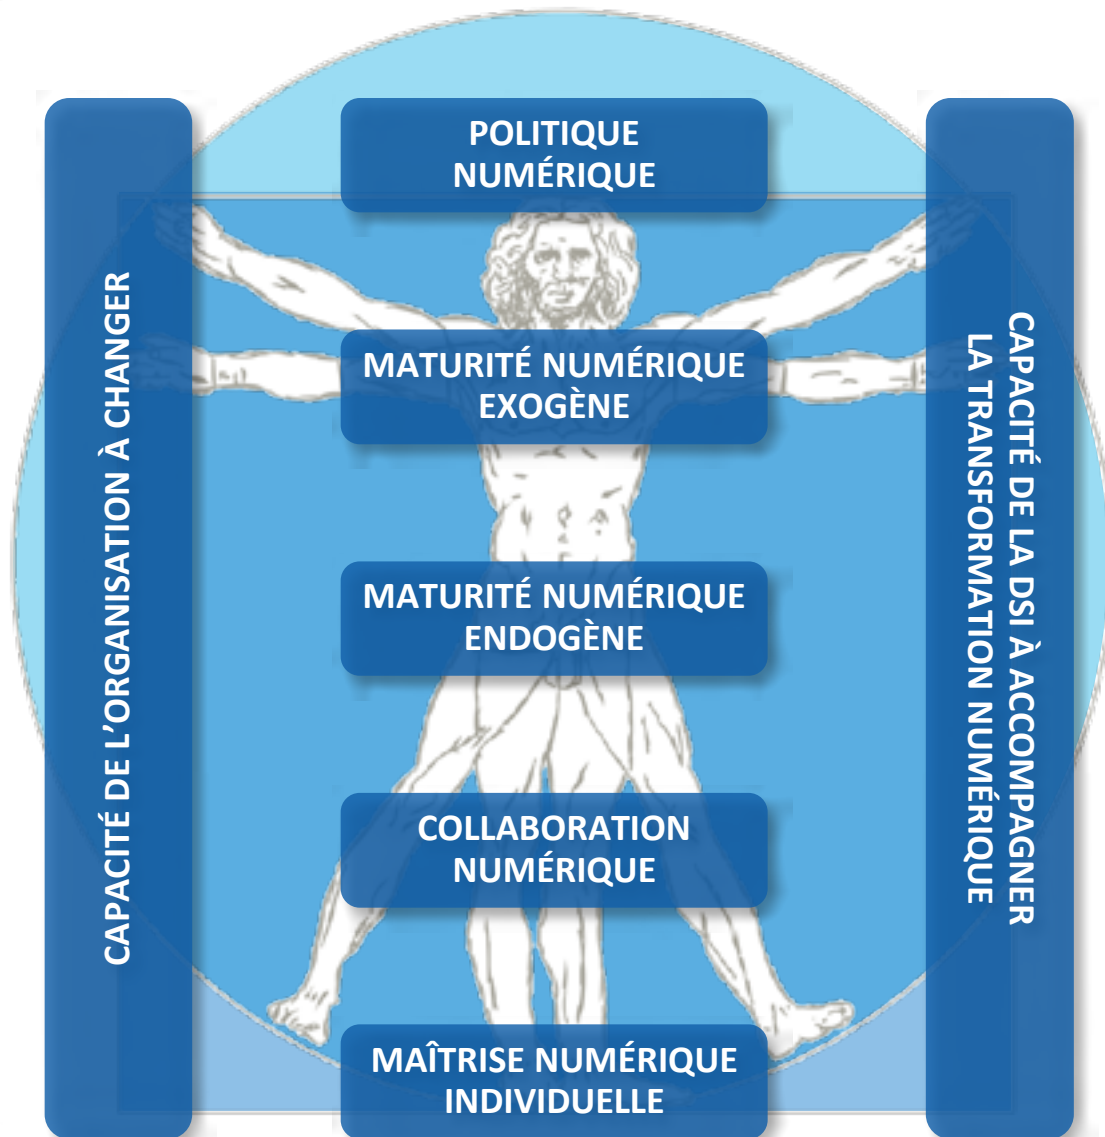 POLITIQUE
NUMÉRIQUE
CAPACITÉ DE L’ORGANISATION À CHANGER
MATURITÉ NUMÉRIQUE
EXOGÈNE
MATURITÉ NUMÉRIQUE
ENDOGÈNE
COLLABORATION
NUMÉRIQUE
MAÎTRISE NUMÉRIQUE
INDIVIDUELLE
CAPACITÉ DE LA DSI À ACCOMPAGNER
LA TRANSFORMATION NUMÉRIQUE